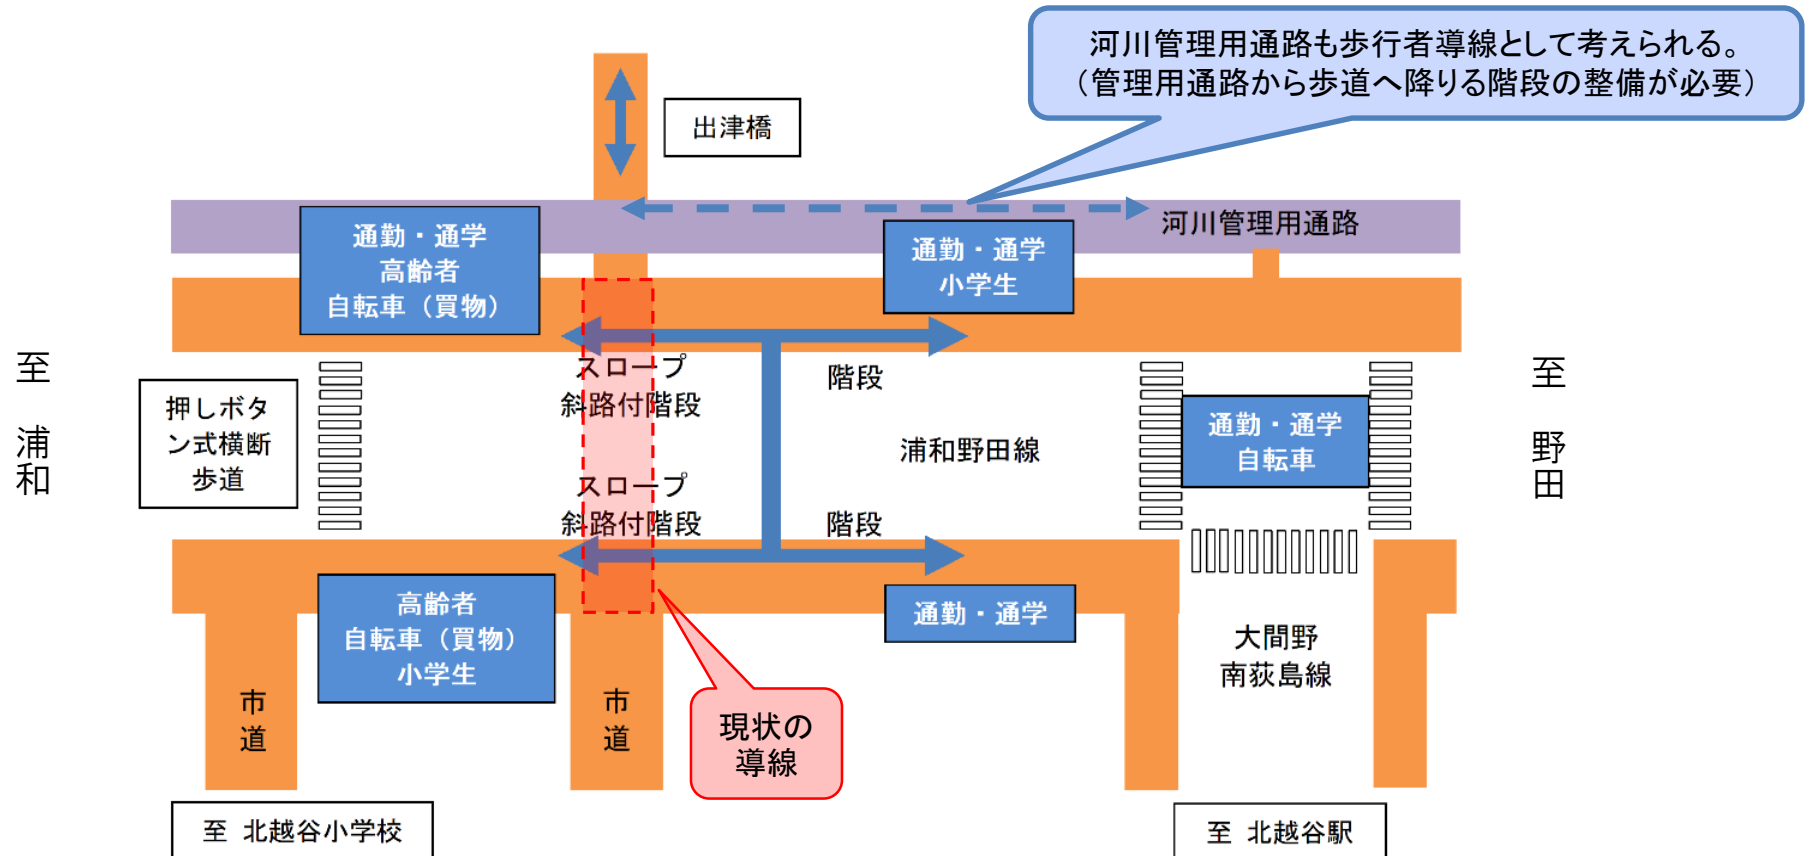 河川管理用通路も歩行者導線として考えられる。
（管理用通路から歩道へ降りる階段の整備が必要）
出津橋
河川管理用通路
通勤・通学
高齢者
自転車（買物）
通勤・通学
小学生
至 浦和
至 野田
押しボタ
ン式横断
歩道
スロープ
斜路付階段
階段
浦和野田線
通勤・通学
自転車
スロープ
斜路付階段
階段
高齢者
自転車（買物）
小学生
通勤・通学
大間野
南荻島線
市道
市道
現状の
導線
至 北越谷小学校
至 北越谷駅